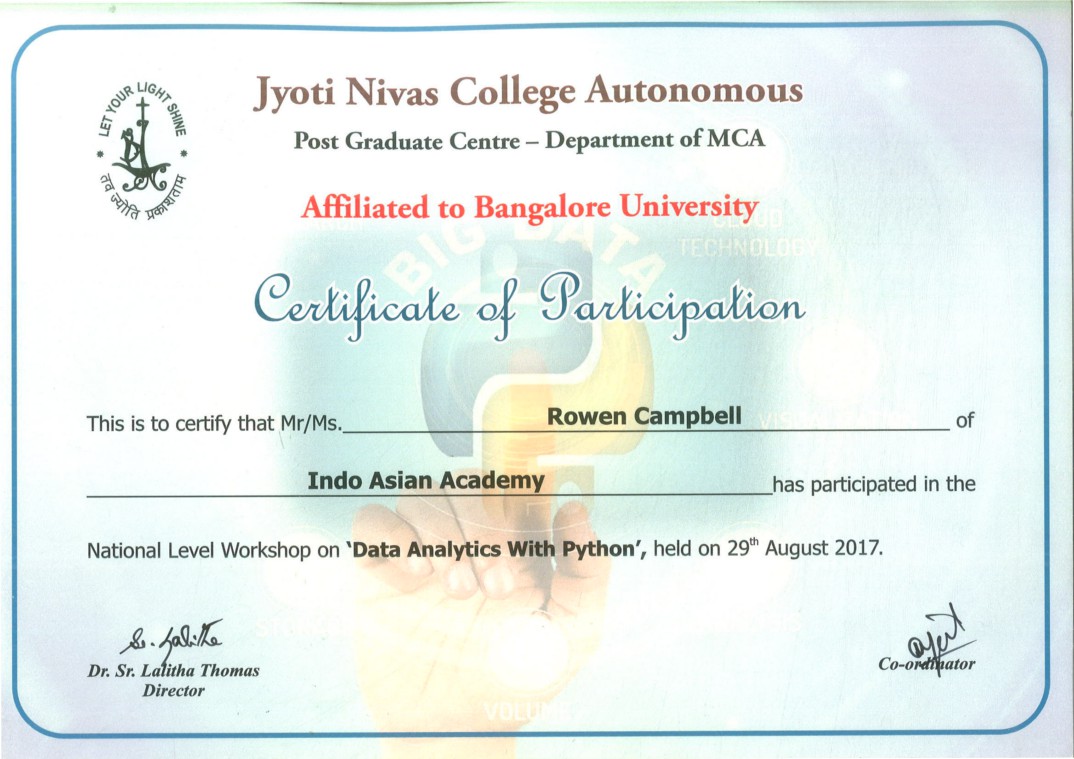 LET YOUR LIGHT SHINE
तव ज्योति प्रकाशताम
Jyoti Nivas College Autonomous
Post Graduate Centre – Department of MCA
Affiliated to Bangalore University
CLOUD
TECHNOLOGY
BIG DATA
Certificate of Participation
This is to certify that Mr/Ms. Rowen Campbell of
Indo Asian Academy has participated in the
National Level Workshop on ‘Data Analytics With Python’, held on 29th August 2017.
Sr. Lalitha
Dr. Sr. Lalitha Thomas
Director
Co-ordinator
VOLUME